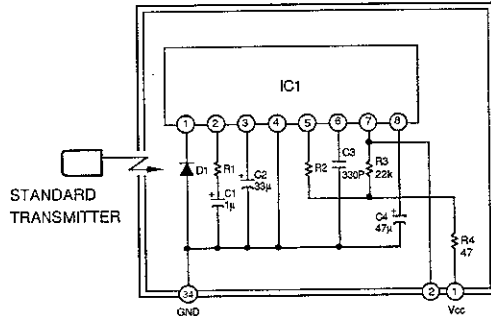 IC1
1 2 3 4 5 6 7 8
D1
R1
C1
1μ
C2
33μ
R2
C3
330P
R3
22k
C4
47μ
R4
47
STANDARD
TRANSMITTER
34
GND
2
1
Vcc
+
+
+